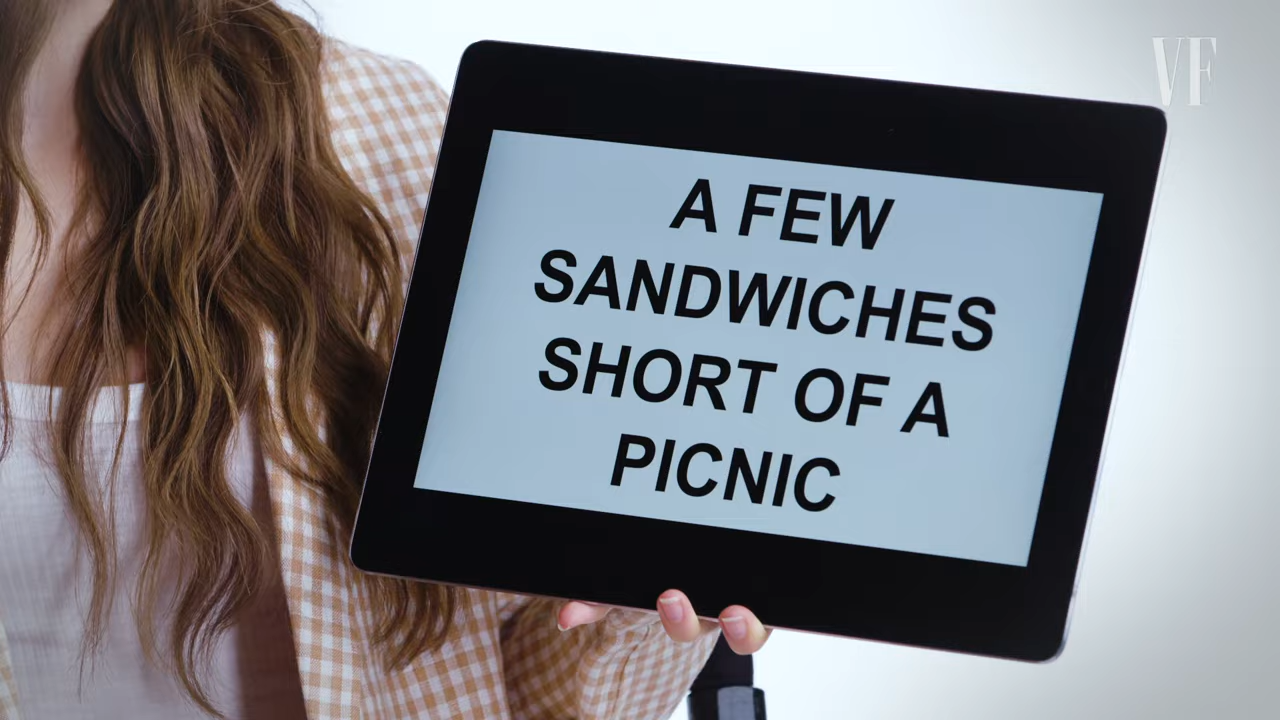 VF
A FEW
SANDWICHES
SHORT OF A
PICNIC